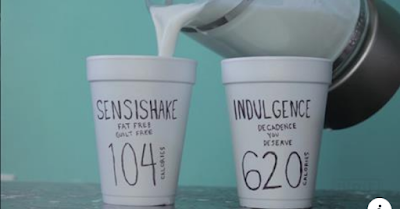 SENSISHAKE
FAT FREE
GUILT FREE
104 CALORIES
INDULGENCE
DECADENCE
YOU
DESERVE
620 CALORIES